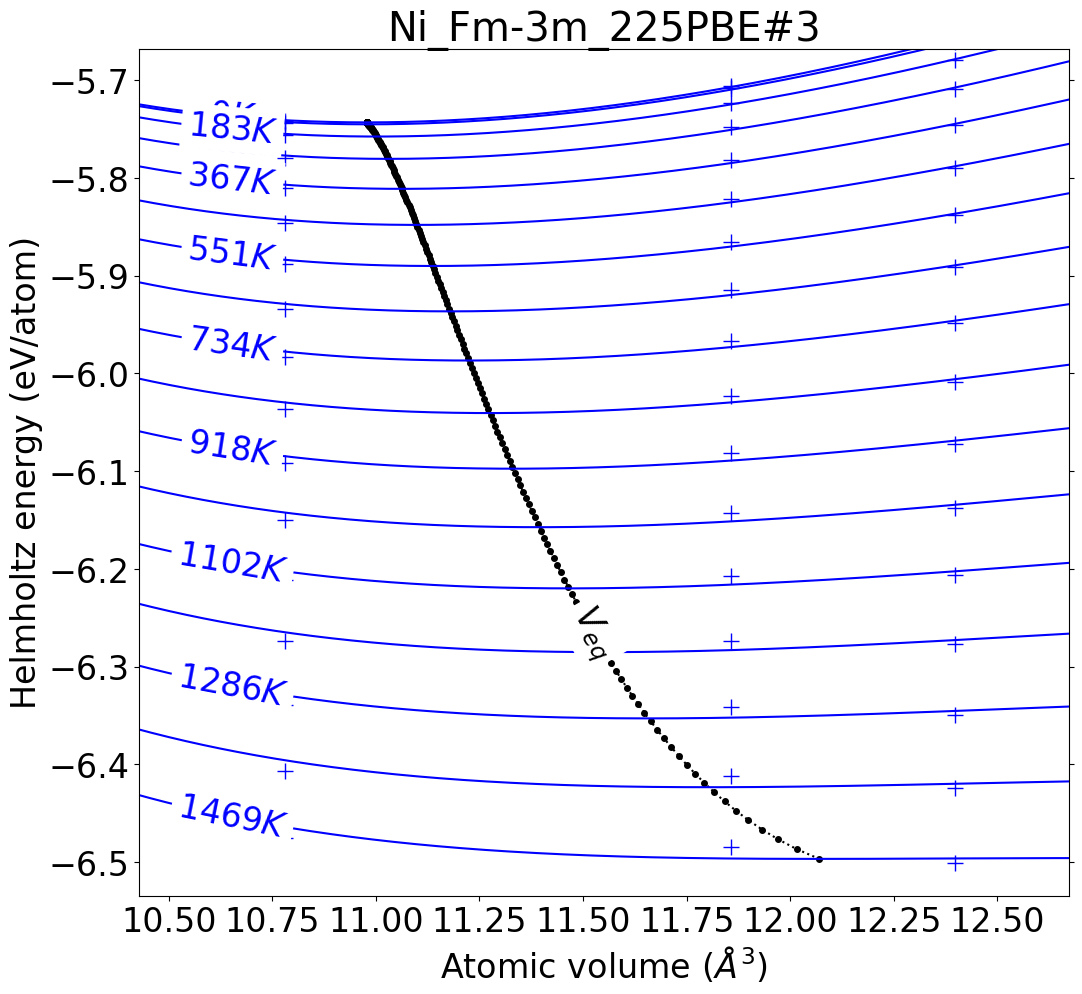 Ni_Fm-3m_225PBE#3
Helmholtz energy (eV/atom)
−5.7
−5.8
−5.9
−6.0
−6.1
−6.2
−6.3
−6.4
−6.5
0K
183K
367K
551K
734K
918K
1102K
1286K
1469K
Veq
10.50 10.75 11.00 11.25 11.50 11.75 12.00 12.25 12.50
Atomic volume (Å³)